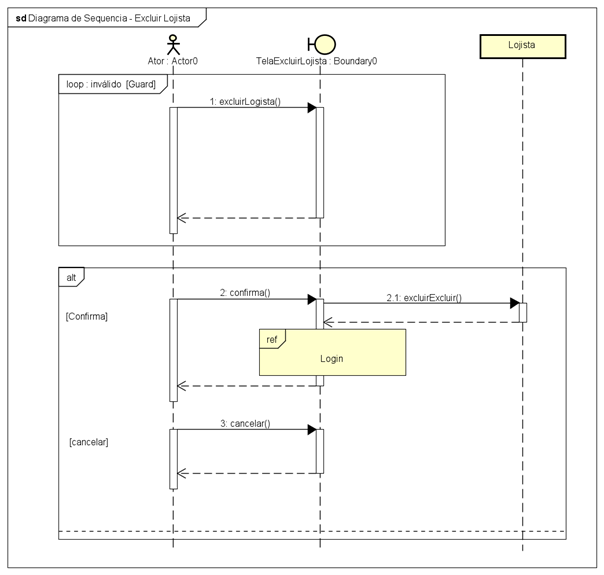 sd Diagrama de Sequencia - Excluir Lojista
Ator : Actor0
TelaExcluirLojista : Boundary0
Lojista
loop : inválido [Guard]
1: excluirLogista()
alt
2: confirma()
2.1: excluirExcluir()
[Confirma]
ref
Login
3: cancelar()
[cancelar]